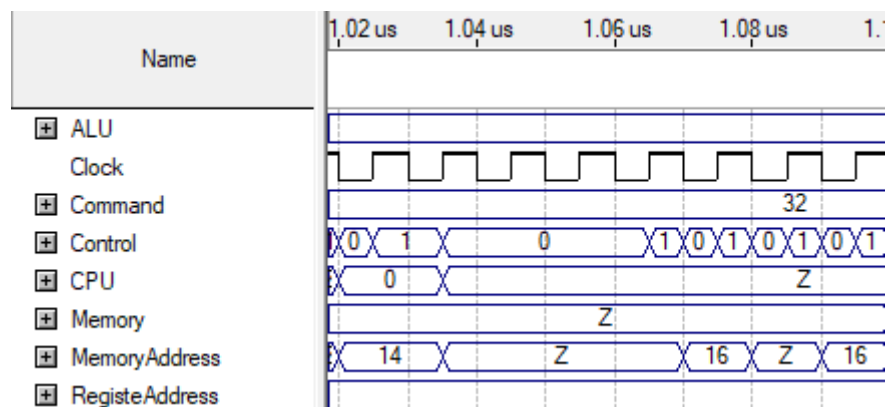 1.02 us 1.04 us 1.06 us 1.08 us 1.
Name
ALU
Clock
Command 32
Control 0 1 0 1 0 1 0 1 0 1
CPU 0 Z
Memory Z
MemoryAddress 14 Z 16 Z 16
RegisteAddress